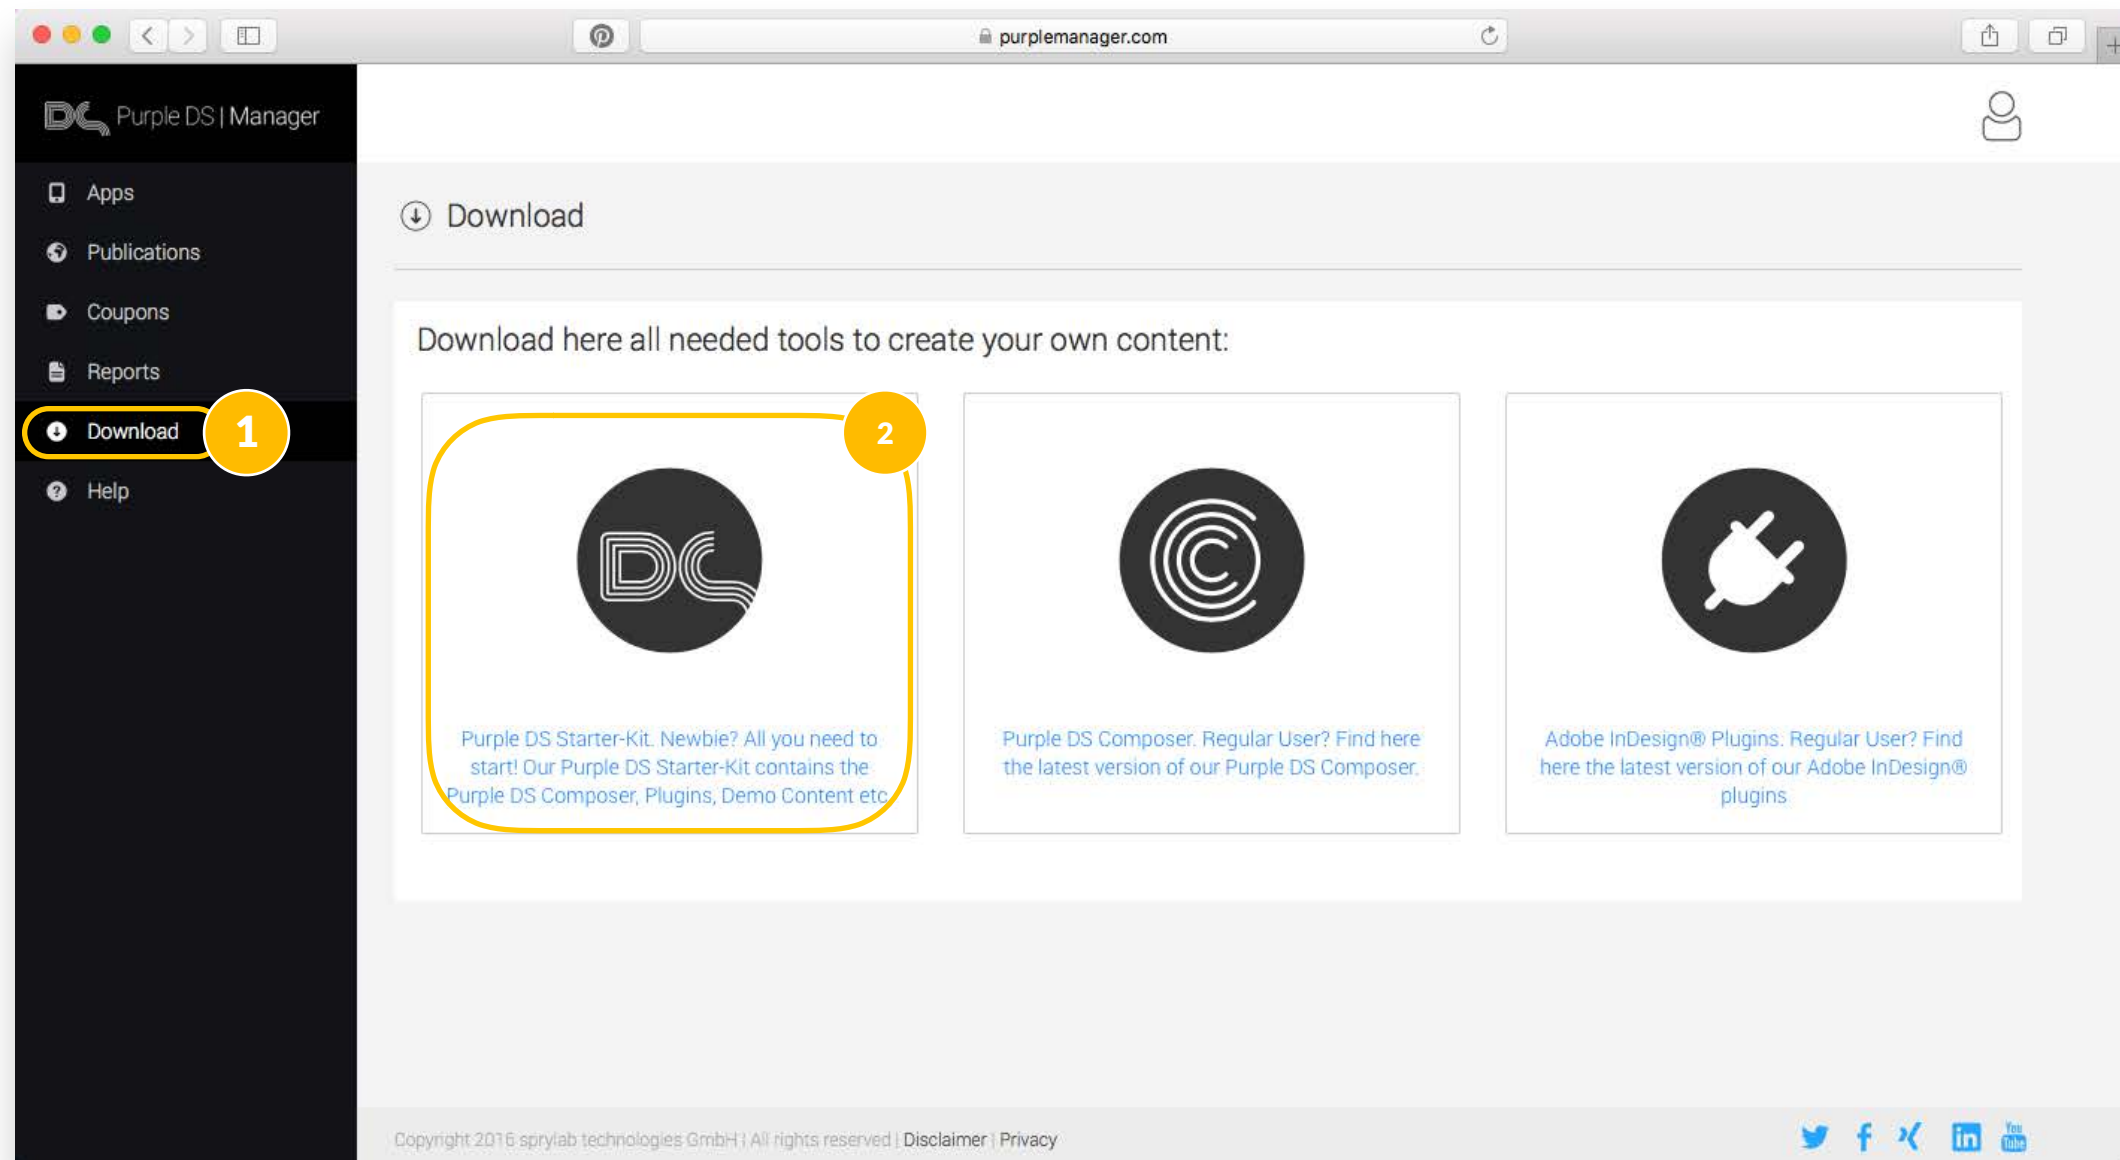 purplemanager.com
Purple DS | Manager
Apps
Publications
Coupons
Reports
Download
1
Help
Download
Download here all needed tools to create your own content:
2
DC
Purple DS Starter-Kit. Newbie? All you need to
start! Our Purple DS Starter-Kit contains the
Purple DS Composer, Plugins, Demo Content etc
Purple DS Composer. Regular User? Find here
the latest version of our Purple DS Composer.
Adobe InDesign® Plugins. Regular User? Find
here the latest version of our Adobe InDesign®
plugins
Copyright 2016 sprylab technologies GmbH | All rights reserved | Disclaimer | Privacy
You
Tube